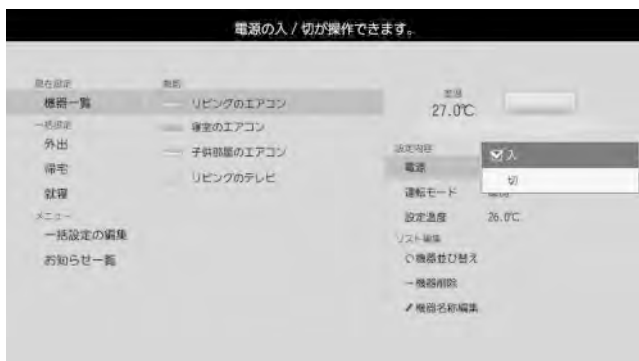 電源の入／切が操作できます。
現在設定
機器一覧
一括設定
外出
帰宅
就寝
メニュー
一括設定の編集
お知らせ一覧
リビングのエアコン
寝室のエアコン
子供部屋のエアコン
リビングのテレビ
室温
27.0℃
設定内容
電源
入
切
運転モード
設定温度 26.0℃
リスト編集
機器並び替え
機器削除
機器名称編集